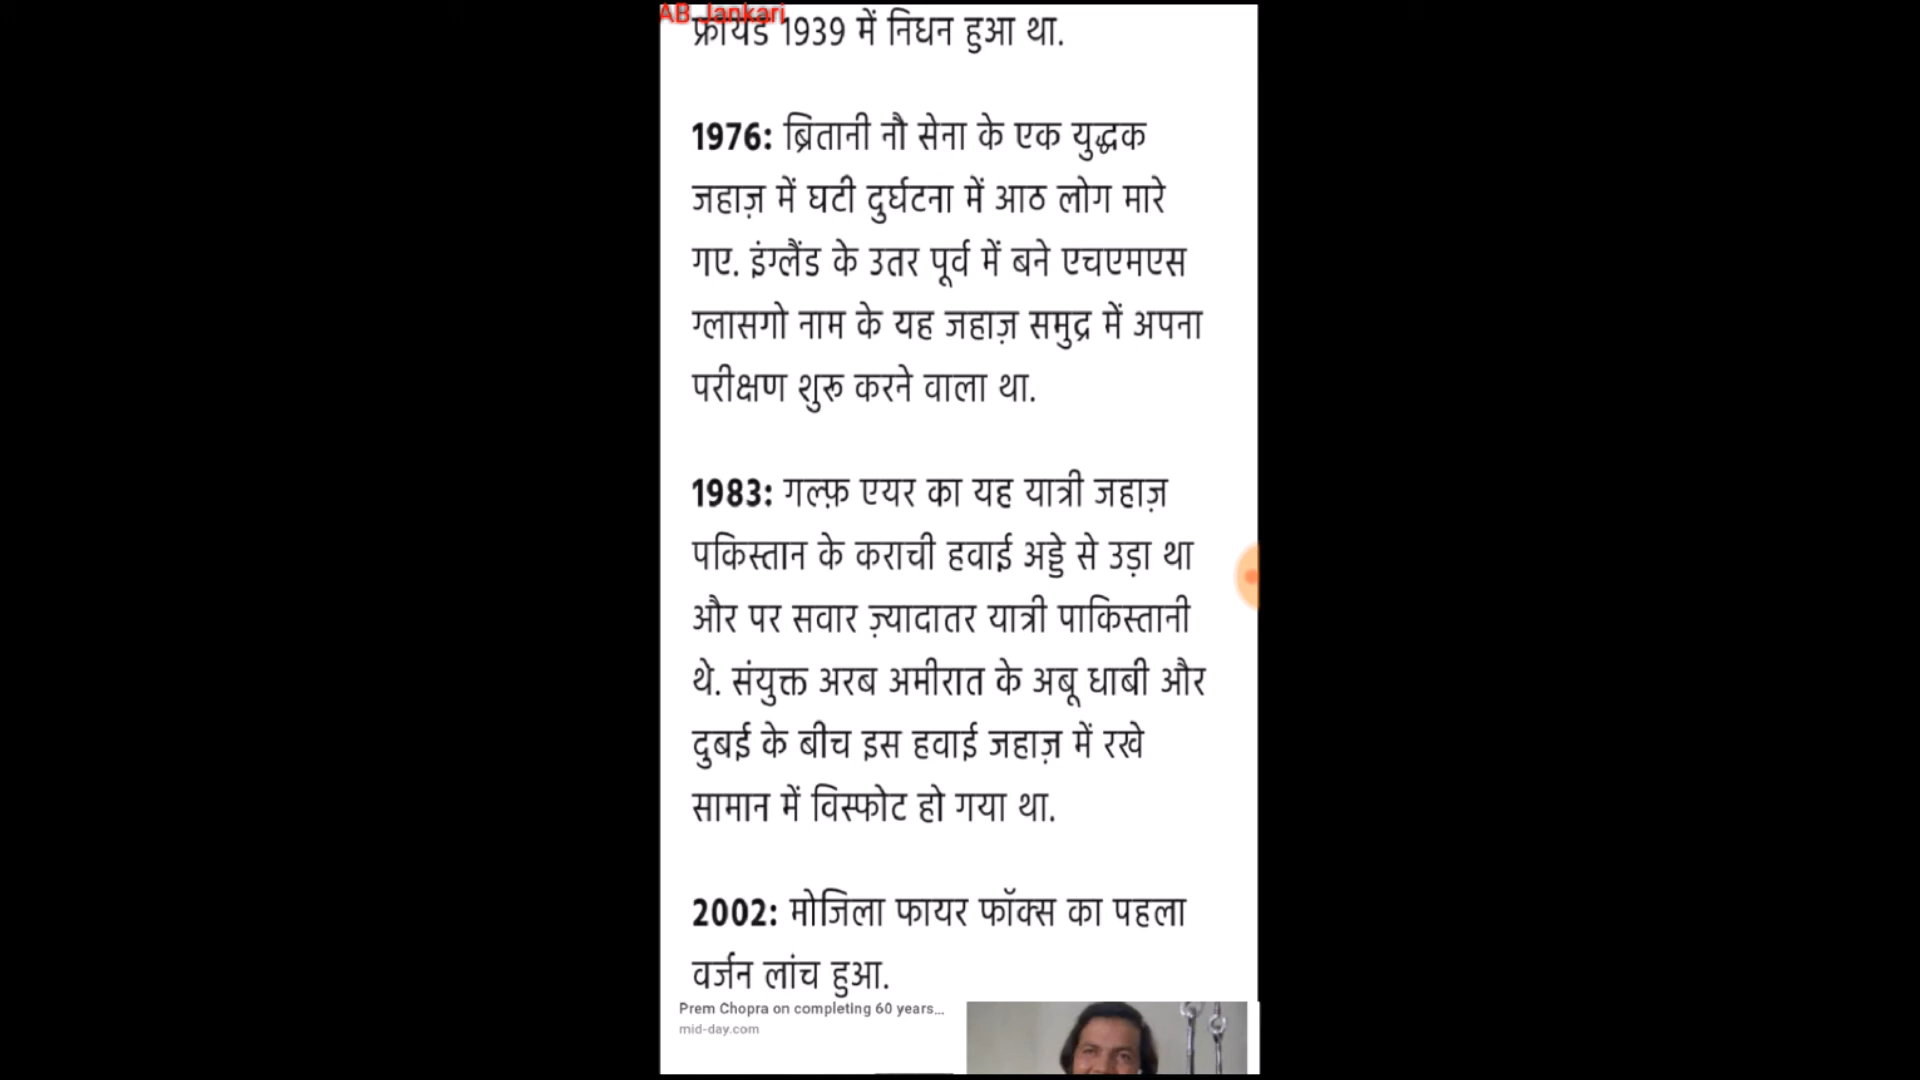 AB Jankari
फ्रायड 1939 में निधन हुआ था.
1976: ब्रितानी नौ सेना के एक युद्धक
जहाज़ में घटी दुर्घटना में आठ लोग मारे
गए. इंग्लैंड के उतर पूर्व में बने एचएमएस
ग्लासगो नाम के यह जहाज़ समुद्र में अपना
परीक्षण शुरू करने वाला था.
1983: गल्फ़ एयर का यह यात्री जहाज़
पकिस्तान के कराची हवाई अड्डे से उड़ा था
और पर सवार ज़्यादातर यात्री पाकिस्तानी
थे. संयुक्त अरब अमीरात के अबू धाबी और
दुबई के बीच इस हवाई जहाज़ में रखे
सामान में विस्फोट हो गया था.
2002: मोजिला फायर फॉक्स का पहला
वर्जन लांच हुआ.
Prem Chopra on completing 60 years...
mid-day.com